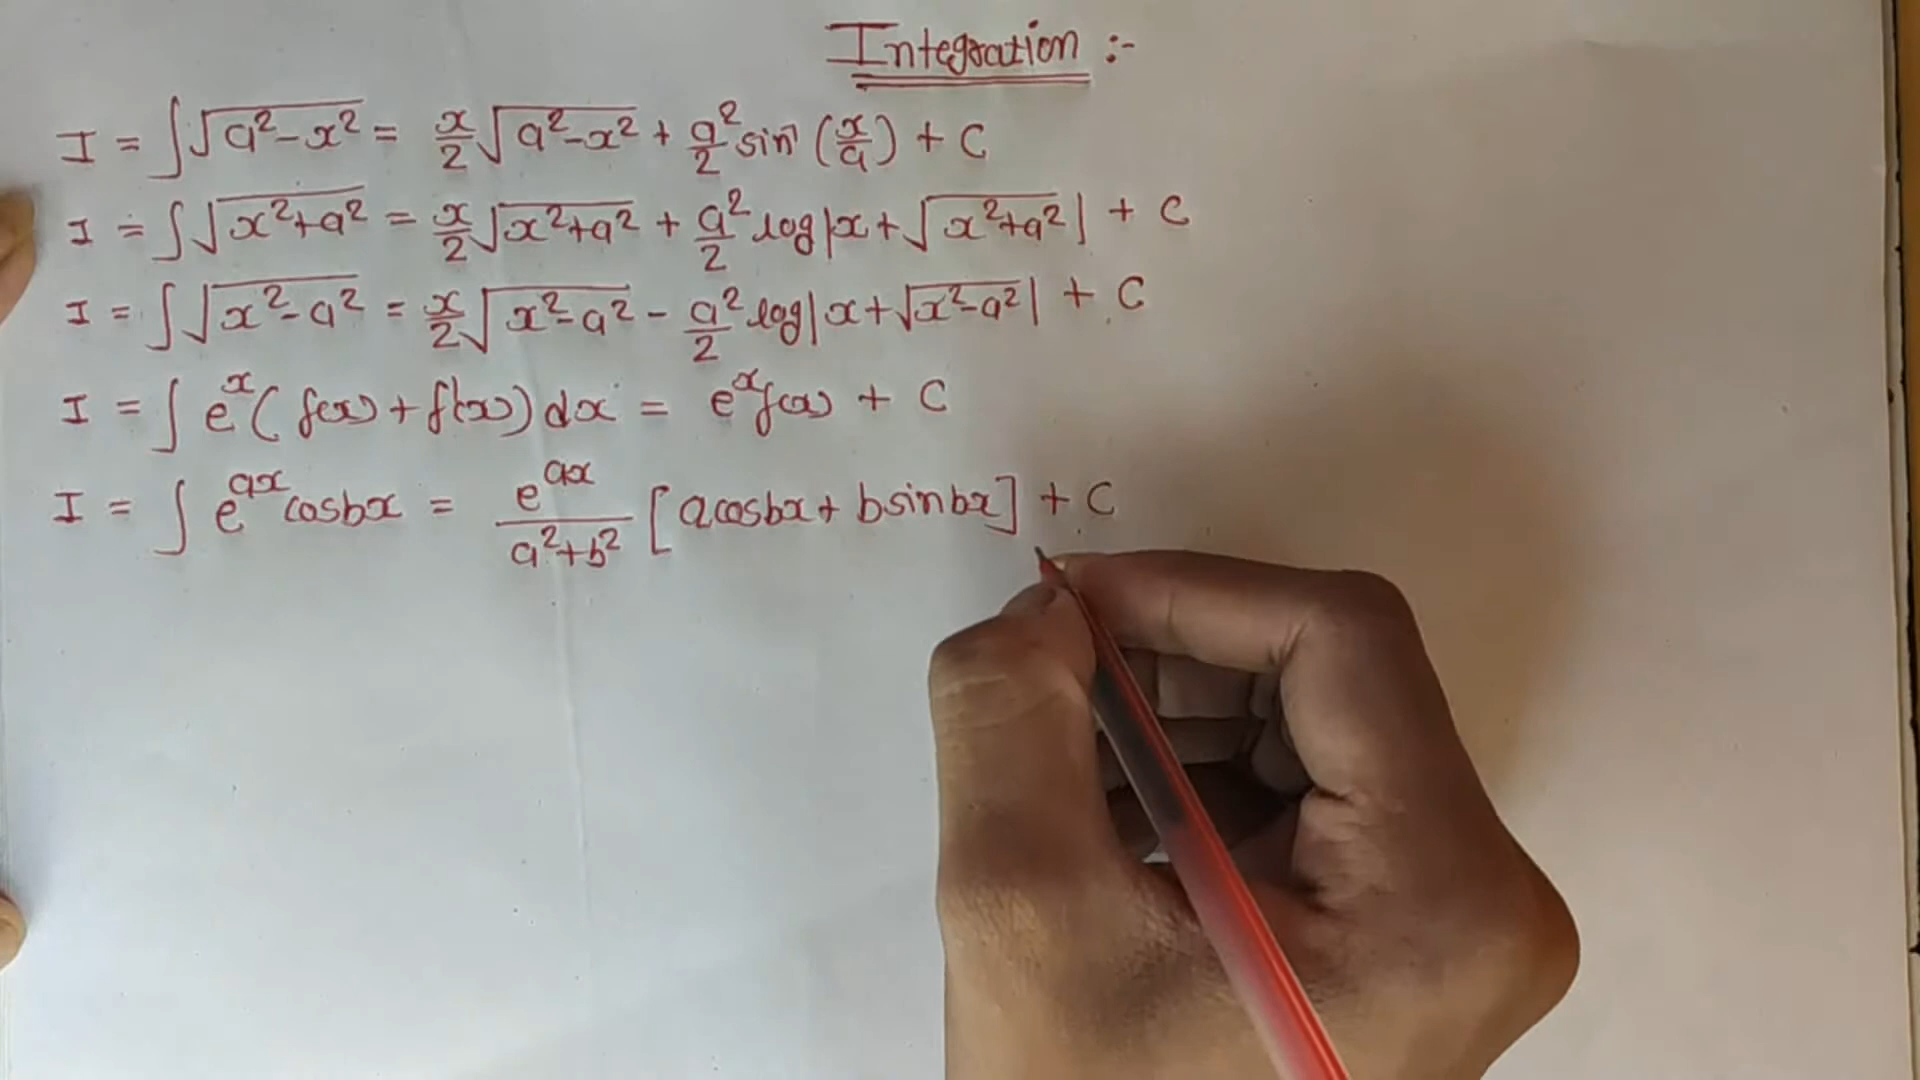 Integration :-
I = ∫√(a²-x²) = x/2 √(a²-x²) + a²/2 sin⁻¹ (x/a) + C
I = ∫√(x²+a²) = x/2 √(x²+a²) + a²/2 log|x+√(x²+a²)| + C
I = ∫√(x²-a²) = x/2 √(x²-a²) - a²/2 log|x+√(x²-a²)| + C
I = ∫ eˣ( f(x) + f'(x) ) dx = eˣ f(x) + C
I = ∫ e^(ax) cosbx = e^(ax)/(a²+b²) [acosbx + bsinbx] + C